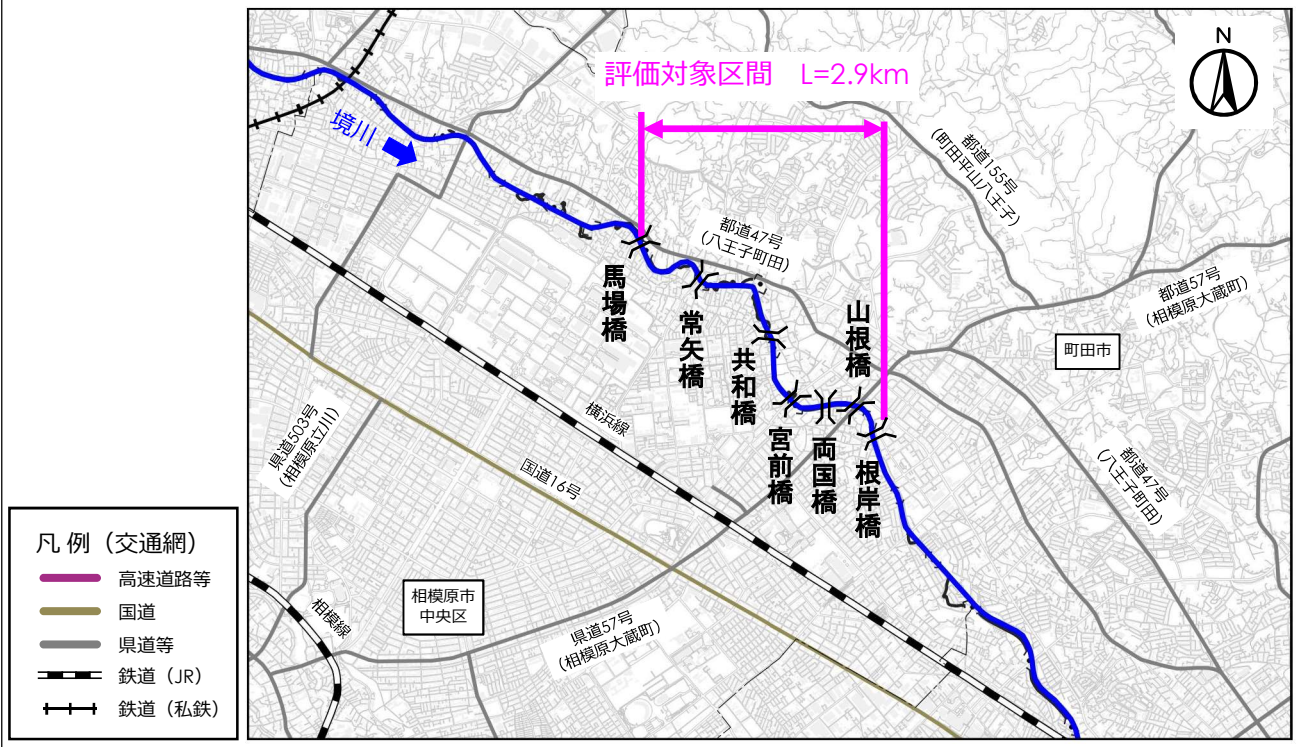 評価対象区間 L=2.9km
N
境川
都道155号
(町田平山八王子)
都道47号
(八王子町田)
都道57号
(相模原大蔵町)
町田市
馬場橋
常矢橋
共和橋
宮前橋
両国橋
山根橋
根岸橋
横浜線
国道16号
県道503号
(相模原立川)
都道47号
(八王子町田)
相模原市
中央区
県道57号
(相模原大蔵町)
相模線
凡 例(交通網)
高速道路等
国道
県道等
鉄道(JR)
鉄道(私鉄)